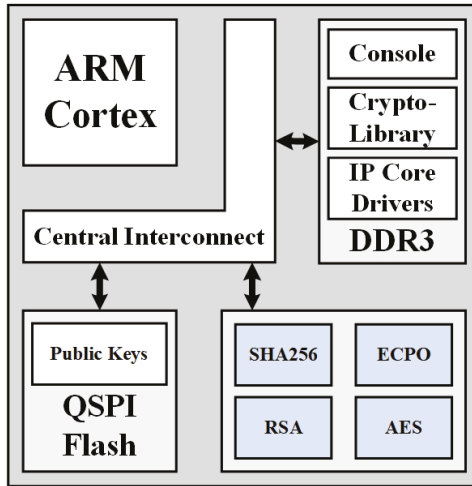 ARM
Cortex
Console
Crypto-
Library
IP Core
Drivers
DDR3
Central Interconnect
Public Keys
QSPI
Flash
SHA256
ECPO
RSA
AES